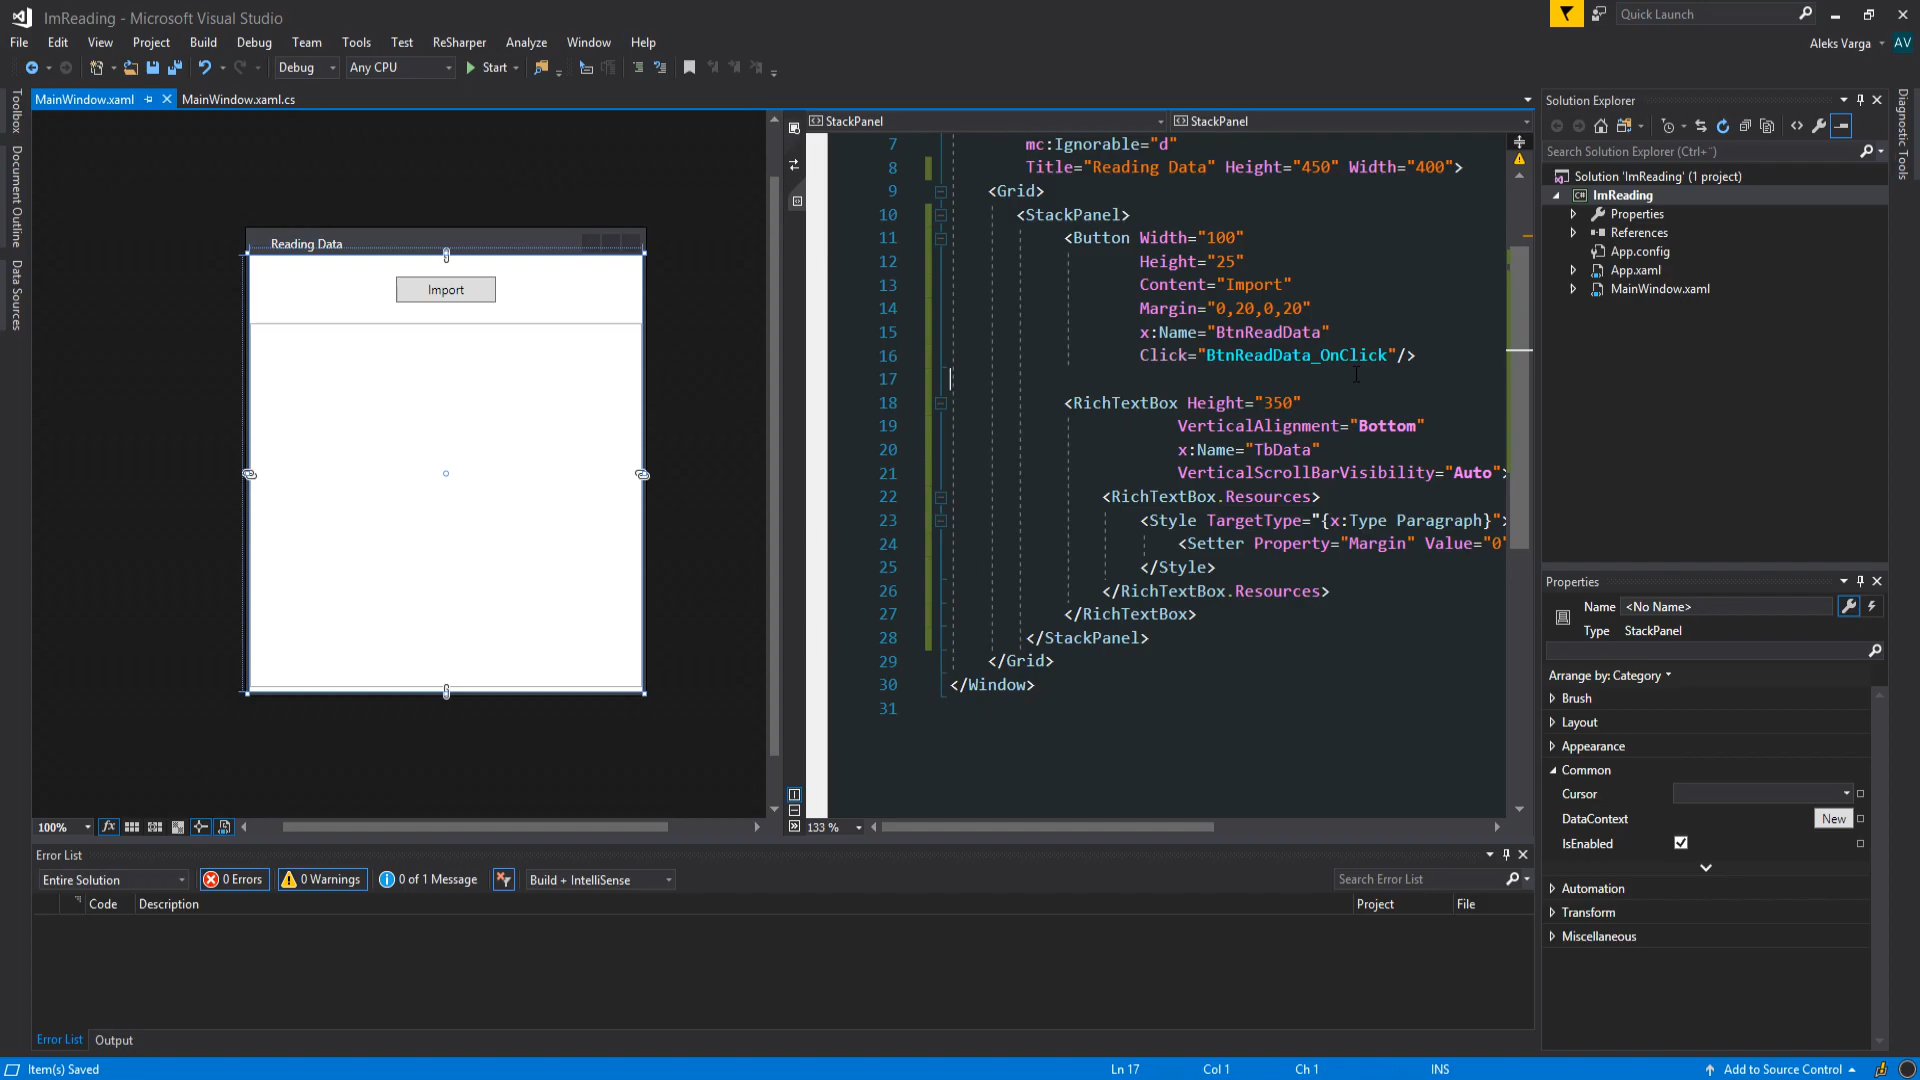 ImReading - Microsoft Visual Studio
Quick Launch
File Edit View Project Build Debug Team Tools Test ReSharper Analyze Window Help
Aleks Varga AV
Debug Any CPU Start
MainWindow.xaml MainWindow.xaml.cs
Toolbox
Document Outline
Data Sources
Reading Data
Import
StackPanel StackPanel
7 mc:Ignorable="d"
8 Title="Reading Data" Height="450" Width="400">
9 <Grid>
10 <StackPanel>
11 <Button Width="100"
12 Height="25"
13 Content="Import"
14 Margin="0,20,0,20"
15 x:Name="BtnReadData"
16 Click="BtnReadData_OnClick"/>
17
18 <RichTextBox Height="350"
19 VerticalAlignment="Bottom"
20 x:Name="TbData"
21 VerticalScrollBarVisibility="Auto">
22 <RichTextBox.Resources>
23 <Style TargetType="{x:Type Paragraph}">
24 <Setter Property="Margin" Value="0"
25 </Style>
26 </RichTextBox.Resources>
27 </RichTextBox>
28 </StackPanel>
29 </Grid>
30 </Window>
31
100%
133 %
Solution Explorer
Search Solution Explorer (Ctrl+¨)
Solution 'ImReading' (1 project)
C# ImReading
Properties
References
App.config
App.xaml
MainWindow.xaml
Diagnostic Tools
Properties
Name <No Name>
Type StackPanel
Arrange by: Category
Brush
Layout
Appearance
Common
Cursor
DataContext New
IsEnabled
Automation
Transform
Miscellaneous
Error List
Entire Solution 0 Errors 0 Warnings 0 of 1 Message Build + IntelliSense Search Error List
Code Description Project File
Error List Output
Item(s) Saved Ln 17 Col 1 Ch 1 INS Add to Source Control